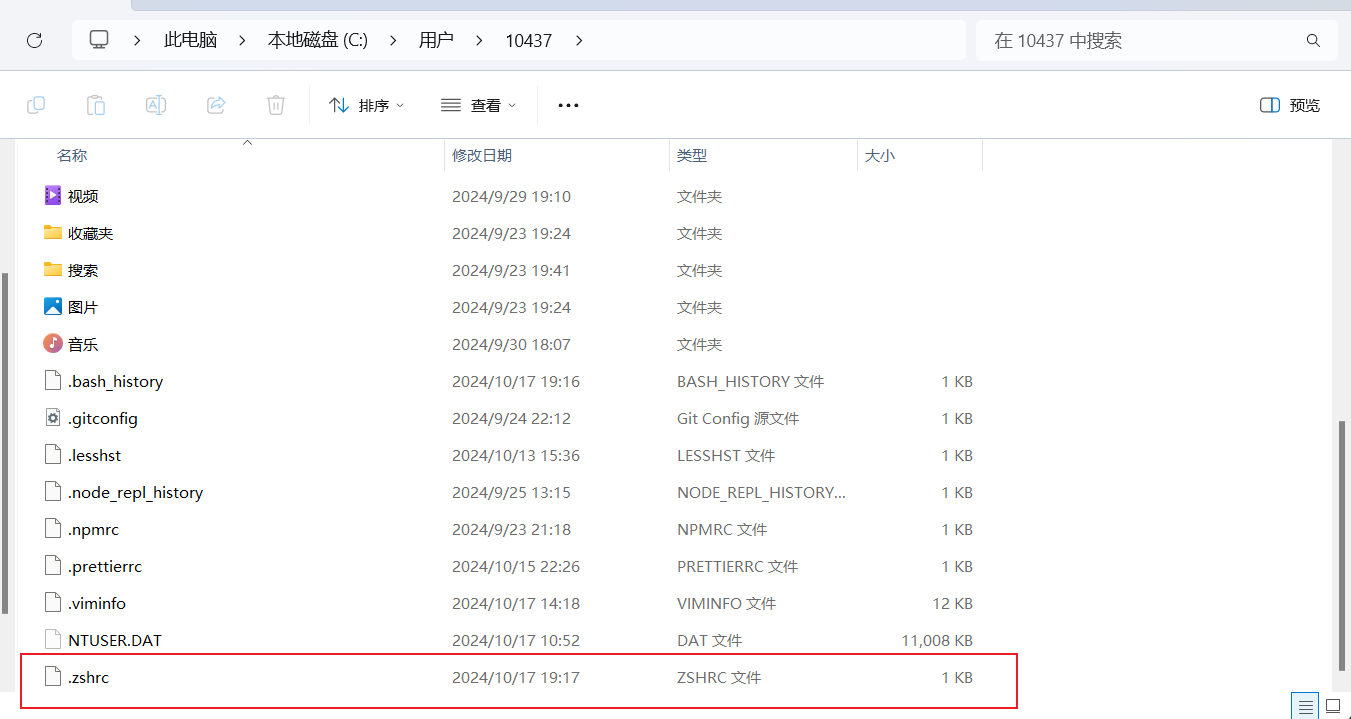 此电脑 本地磁盘 (C:) 用户 10437 在 10437 中搜索
排序 查看 预览
名称 修改日期 类型 大小
视频 2024/9/29 19:10 文件夹
收藏夹 2024/9/23 19:24 文件夹
搜索 2024/9/23 19:41 文件夹
图片 2024/9/23 19:24 文件夹
音乐 2024/9/30 18:07 文件夹
.bash_history 2024/10/17 19:16 BASH_HISTORY 文件 1 KB
.gitconfig 2024/9/24 22:12 Git Config 源文件 1 KB
.lesshst 2024/10/13 15:36 LESSHST 文件 1 KB
.node_repl_history 2024/9/25 13:15 NODE_REPL_HISTORY... 1 KB
.npmrc 2024/9/23 21:18 NPMRC 文件 1 KB
.prettierrc 2024/10/15 22:26 PRETTIERRC 文件 1 KB
.viminfo 2024/10/17 14:18 VIMINFO 文件 12 KB
NTUSER.DAT 2024/10/17 10:52 DAT 文件 11,008 KB
.zshrc 2024/10/17 19:17 ZSHRC 文件 1 KB